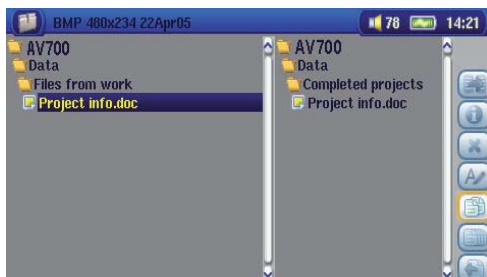 BMP 480x234 22Apr05
78 14:21
AV700
Data
Files from work
Project info.doc
AV700
Data
Completed projects
Project info.doc